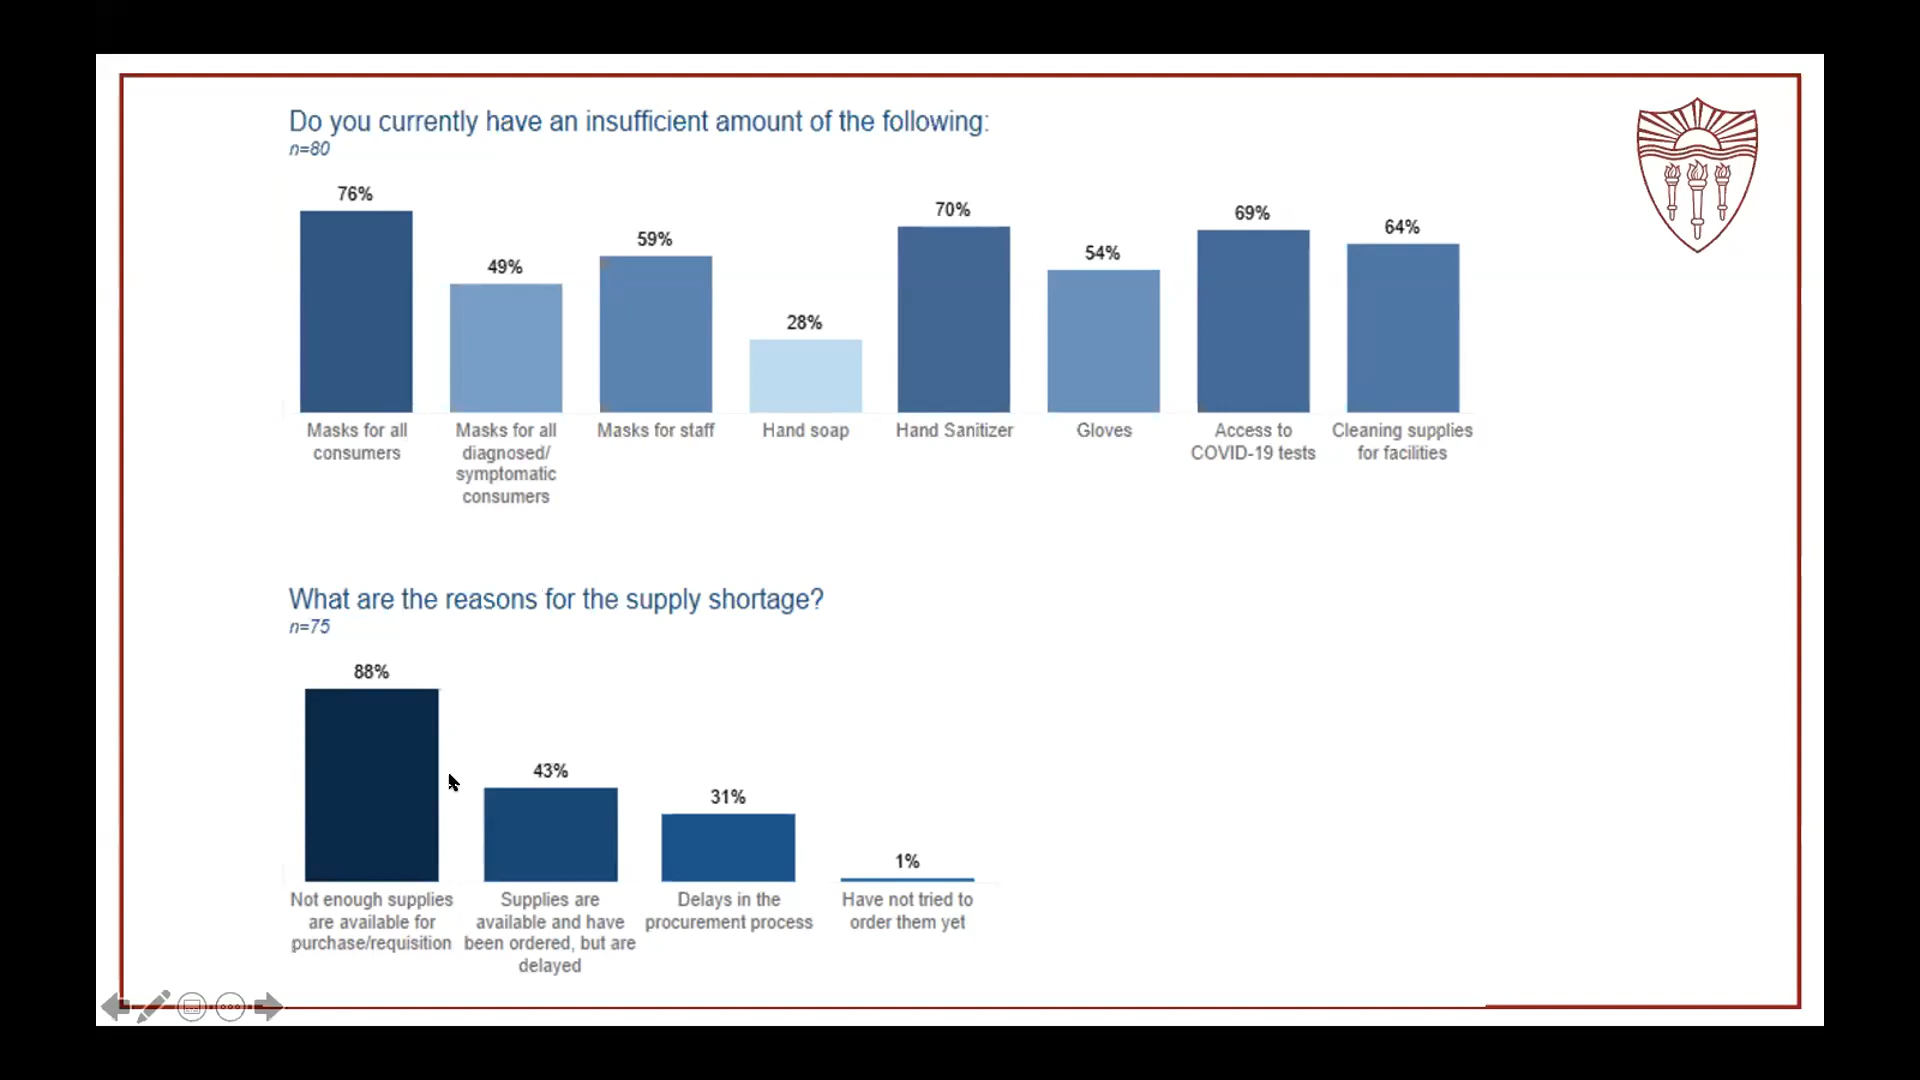 Do you currently have an insufficient amount of the following:
n=80
76%
49%
59%
28%
70%
54%
69%
64%
Masks for all
consumers
Masks for all
diagnosed/
symptomatic
consumers
Masks for staff
Hand soap
Hand Sanitizer
Gloves
Access to
COVID-19 tests
Cleaning supplies
for facilities
What are the reasons for the supply shortage?
n=75
88%
43%
31%
1%
Not enough supplies
are available for
purchase/requisition
Supplies are
available and have
been ordered, but are
delayed
Delays in the
procurement process
Have not tried to
order them yet